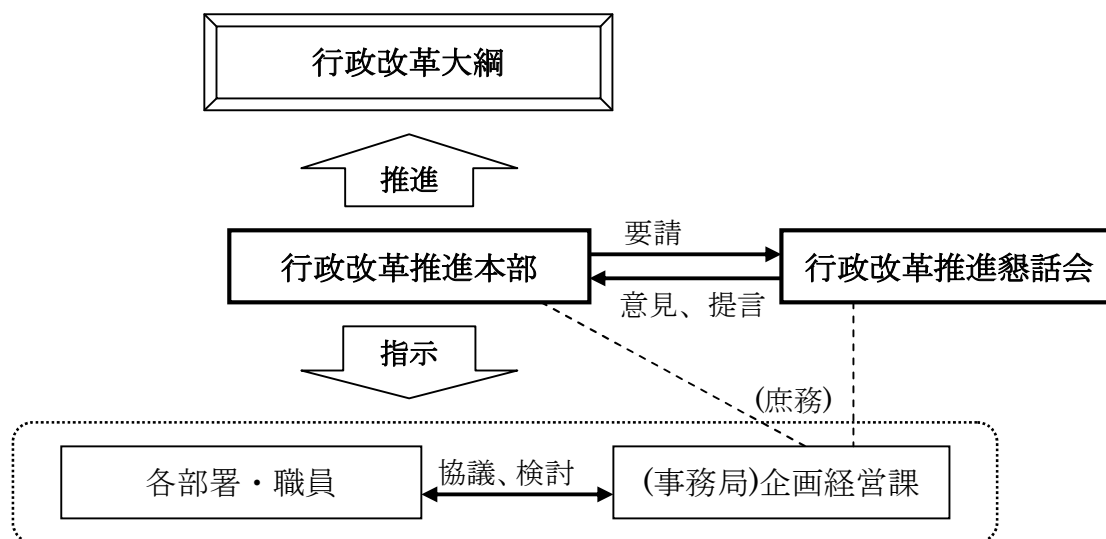 行政改革大綱
推進
行政改革推進本部
要請
意見、提言
行政改革推進懇話会
指示
(庶務)
各部署・職員
協議、検討
(事務局)企画経営課